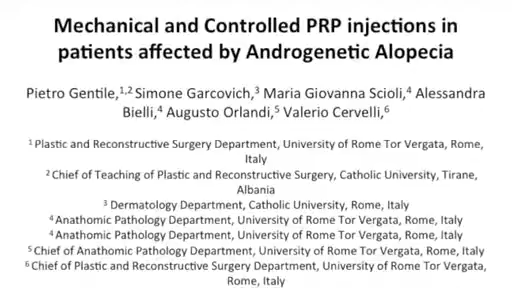 Mechanical and Controlled PRP injections in
patients affected by Androgenetic Alopecia
Pietro Gentile,1,2 Simone Garcovich,3 Maria Giovanna Scioli,4 Alessandra
Bielli,4 Augusto Orlandi,5 Valerio Cervelli,6
1 Plastic and Reconstructive Surgery Department, University of Rome Tor Vergata, Rome,
Italy
2 Chief of Teaching of Plastic and Reconstructive Surgery, Catholic University, Tirane,
Albania
3 Dermatology Department, Catholic University, Rome, Italy
4 Anathomic Pathology Department, University of Rome Tor Vergata, Rome, Italy
4 Anathomic Pathology Department, University of Rome Tor Vergata, Rome, Italy
5 Chief of Anathomic Pathology Department, University of Rome Tor Vergata, Rome, Italy
6 Chief of Plastic and Reconstructive Surgery Department, University of Rome Tor Vergata,
Rome, Italy